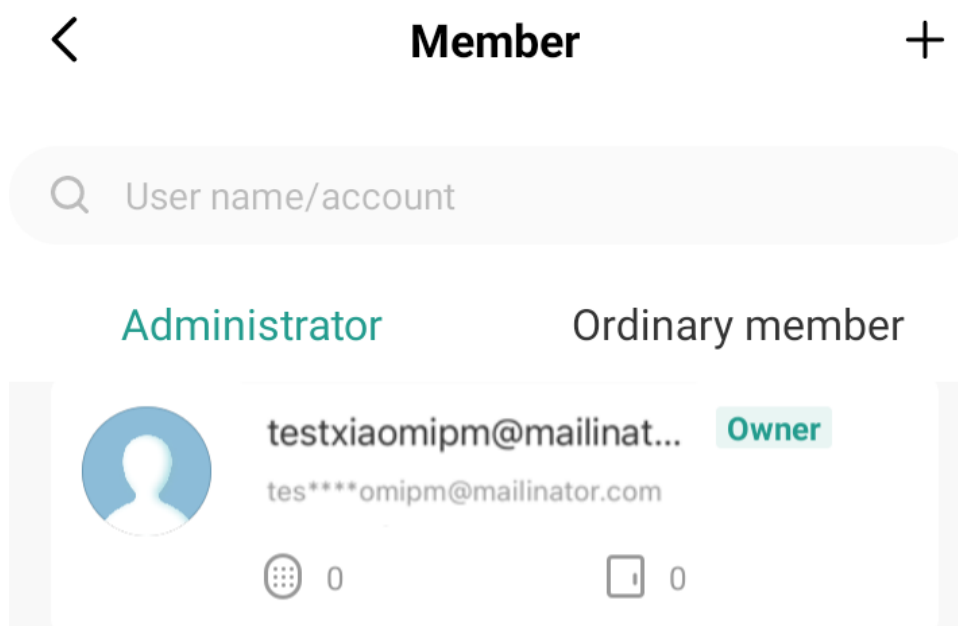 Member
User name/account
Administrator Ordinary member
testxiaomipm@mailinat... Owner
tes****omipm@mailinator.com
0 0